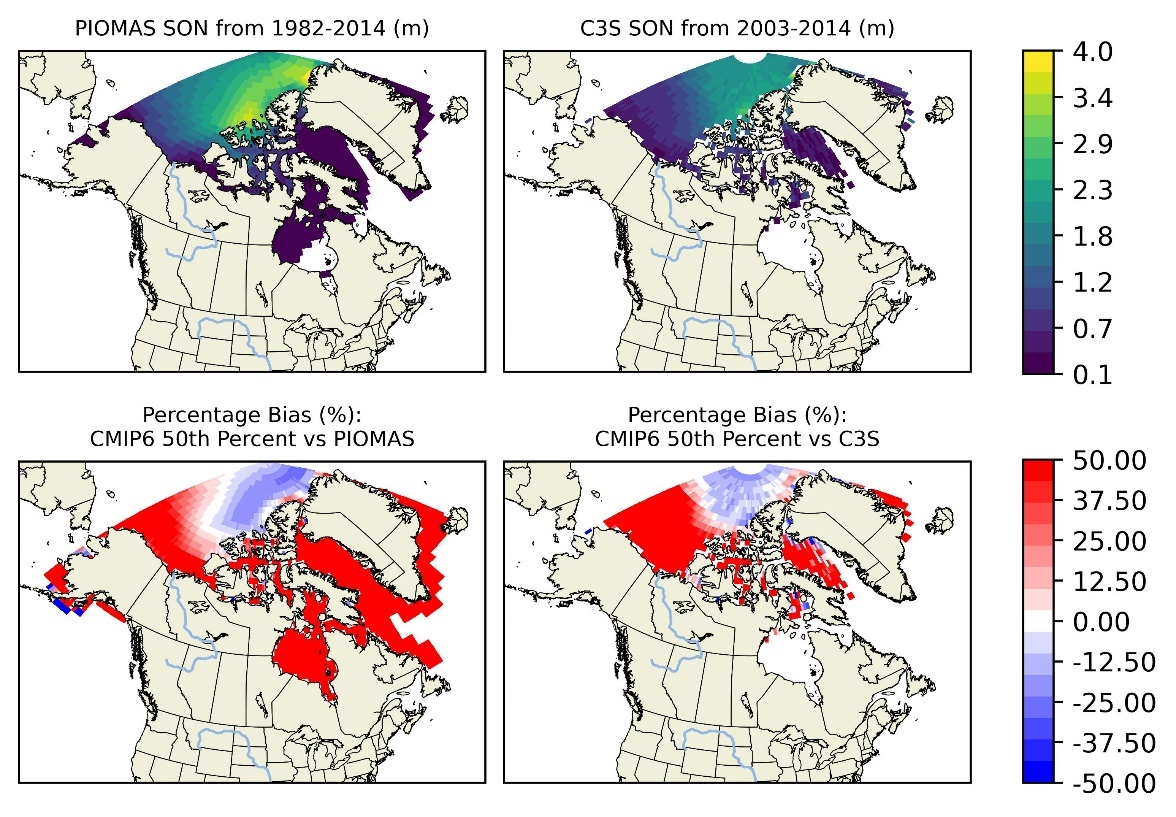 PIOMAS SON from 1982-2014 (m)
C3S SON from 2003-2014 (m)
4.0
3.4
2.9
2.3
1.8
1.2
0.7
0.1
Percentage Bias (%):
CMIP6 50th Percent vs PIOMAS
Percentage Bias (%):
CMIP6 50th Percent vs C3S
50.00
37.50
25.00
12.50
0.00
-12.50
-25.00
-37.50
-50.00